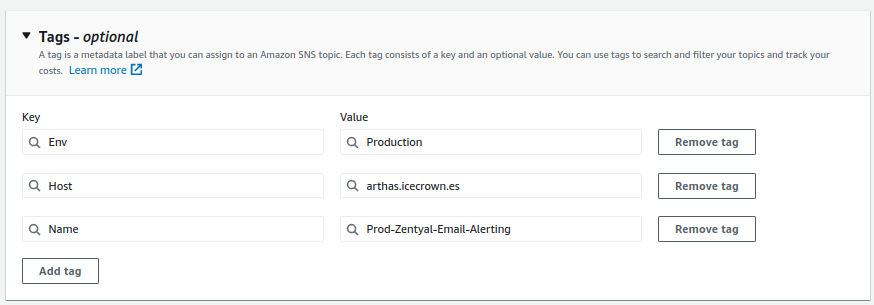 Tags - optional
A tag is a metadata label that you can assign to an Amazon SNS topic. Each tag consists of a key and an optional value. You can use tags to search and filter your topics and track your
costs. Learn more
Key Value
Env Production Remove tag
Host arthas.icecrown.es Remove tag
Name Prod-Zentyal-Email-Alerting Remove tag
Add tag